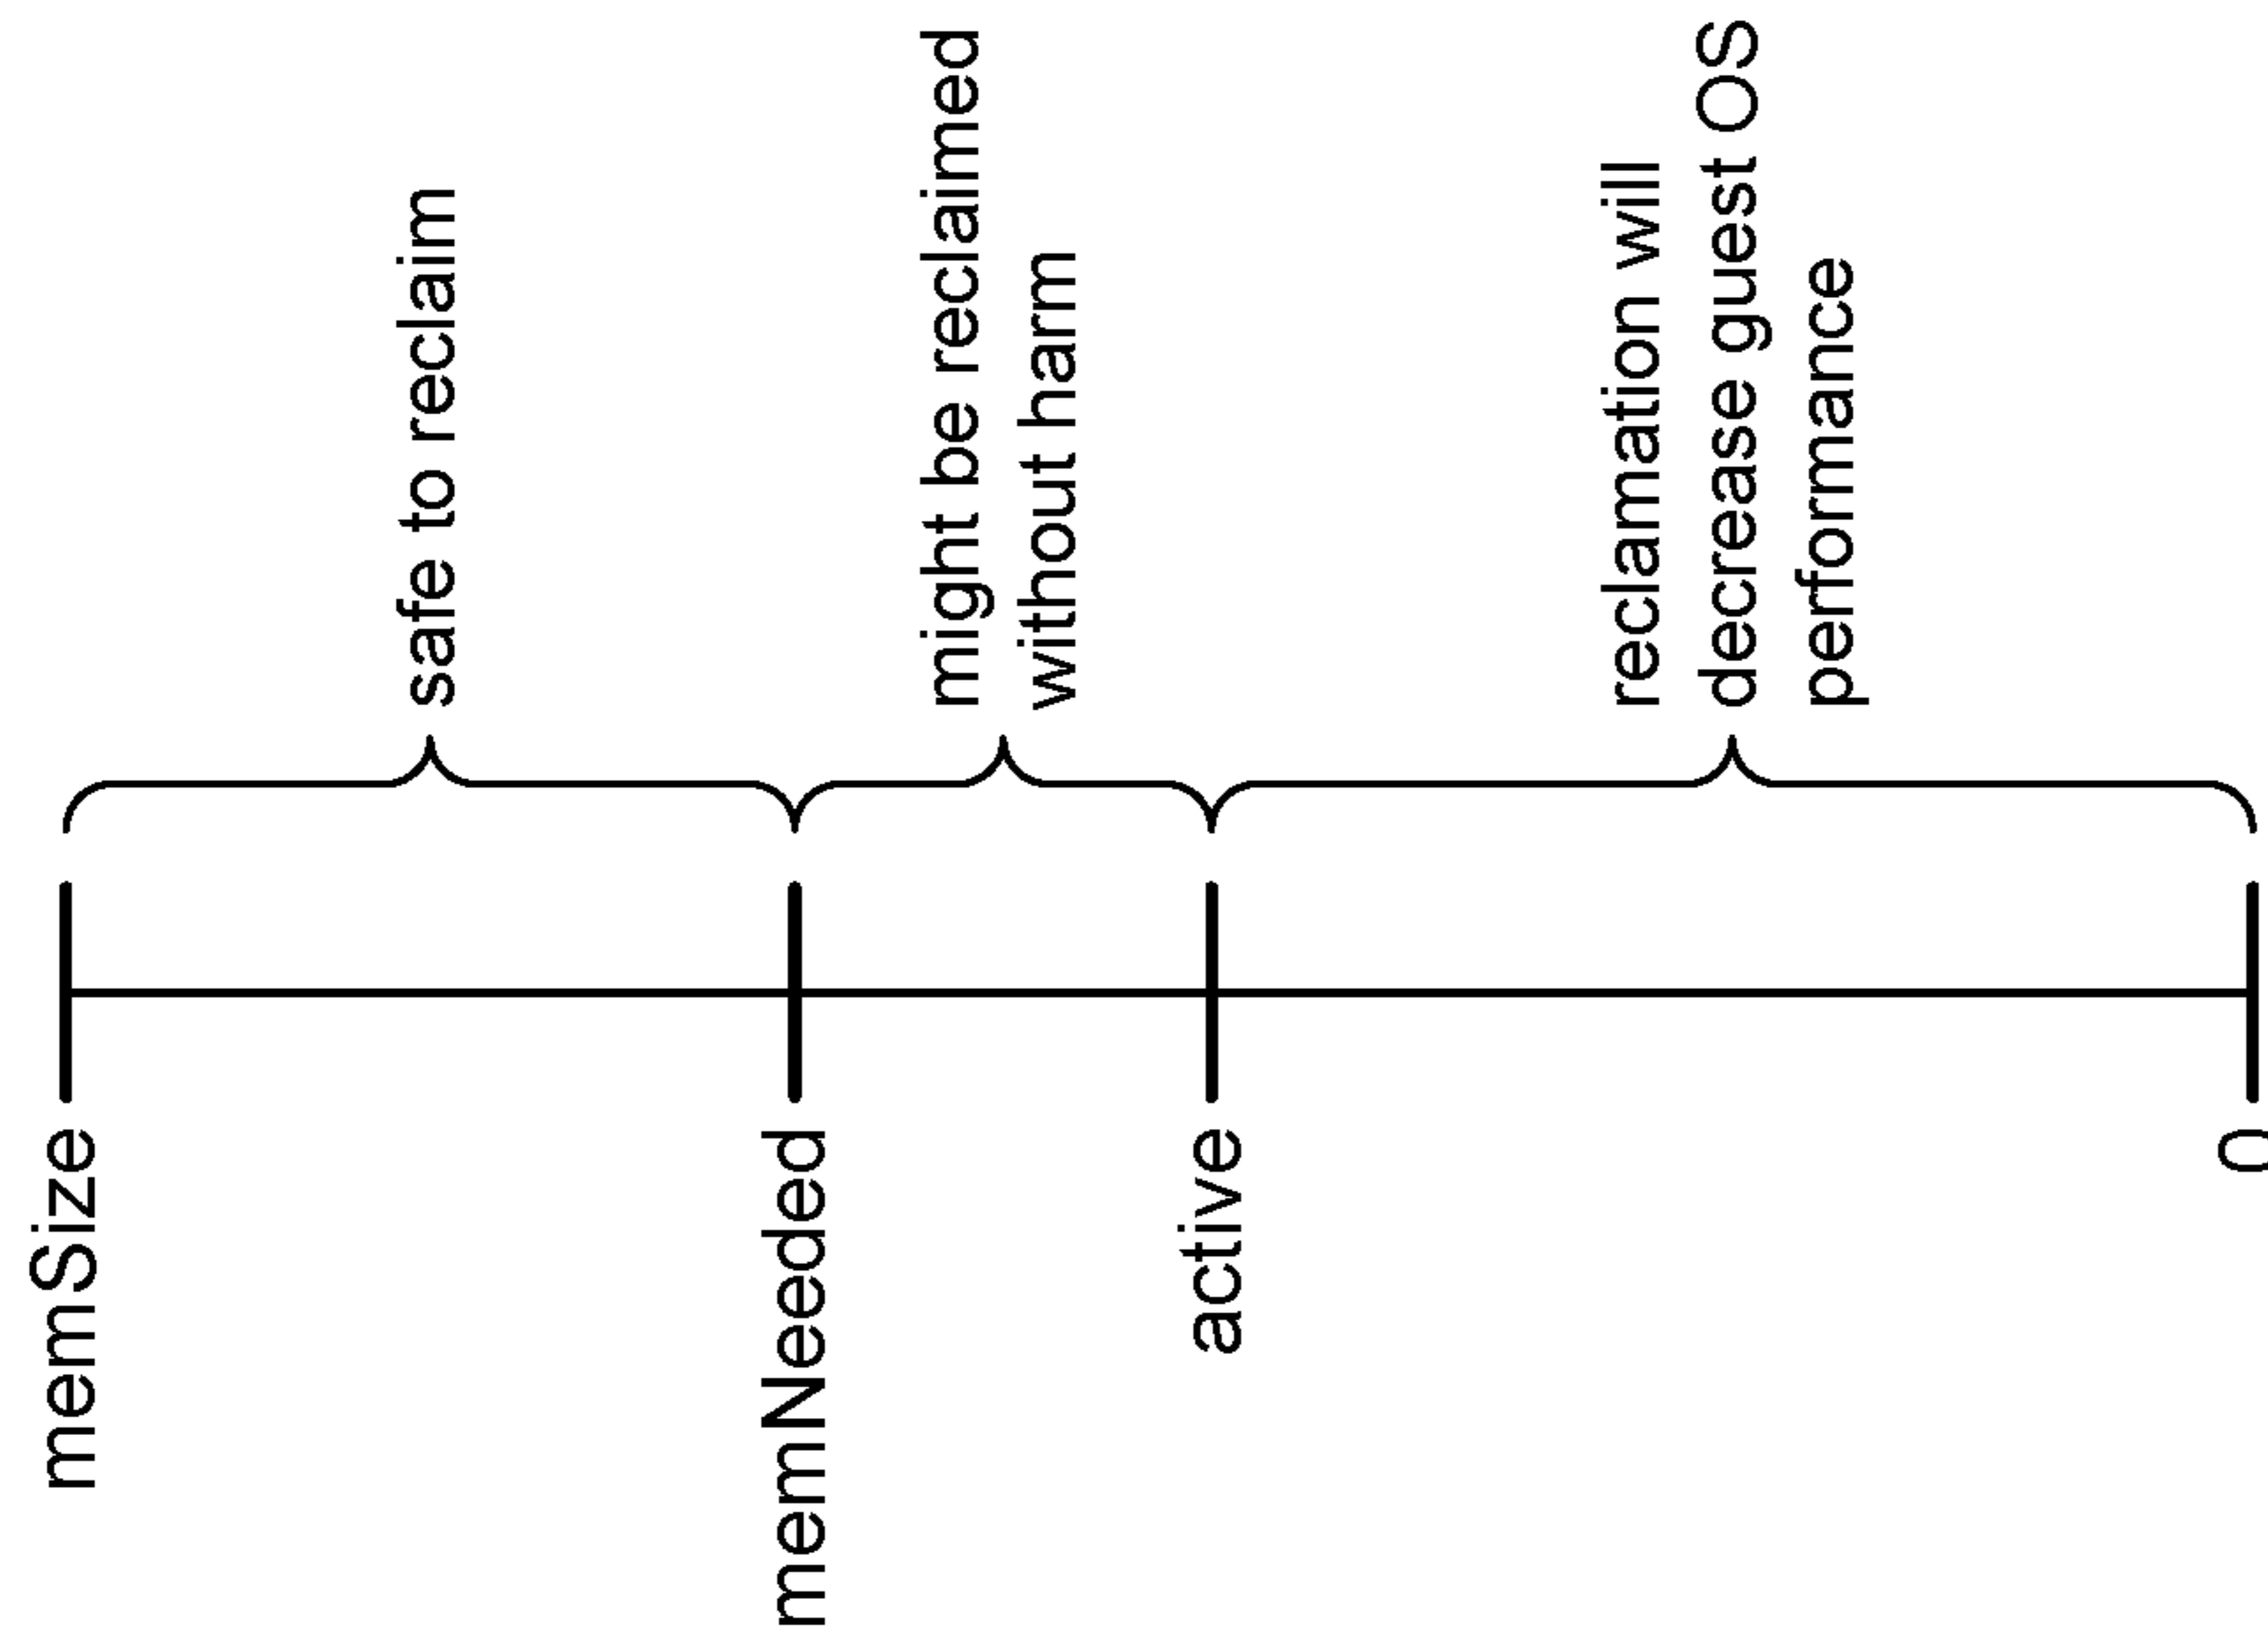 memSize
safe to reclaim
memNeeded
might be reclaimed
without harm
active
reclamation will
decrease guest OS
performance
0